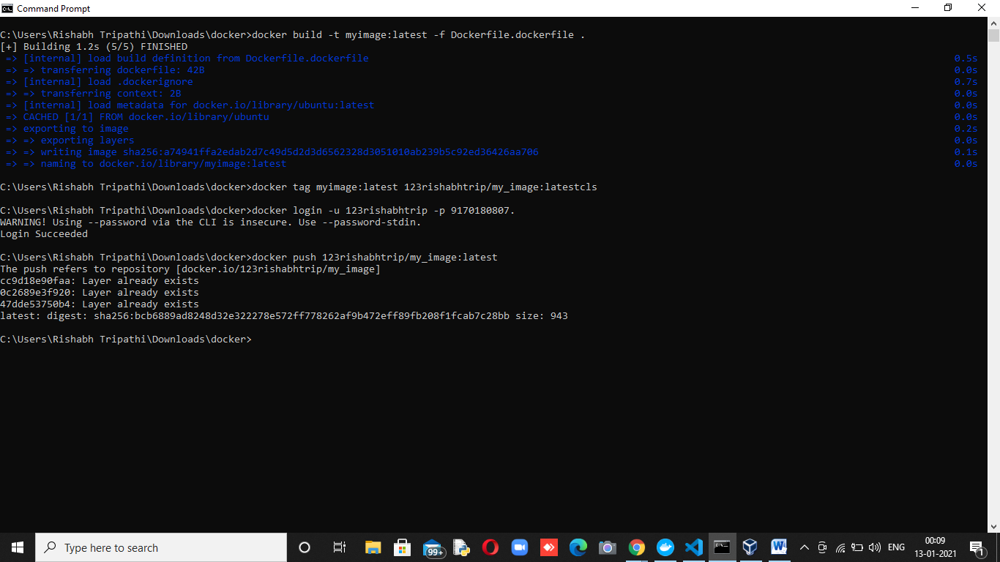 Command Prompt
C:\Users\Rishabh Tripathi\Downloads\docker>docker build -t myimage:latest -f Dockerfile.dockerfile .
[+] Building 1.2s (5/5) FINISHED
=> [internal] load build definition from Dockerfile.dockerfile 0.5s
=> => transferring dockerfile: 42B 0.0s
=> [internal] load .dockerignore 0.7s
=> => transferring context: 2B 0.0s
=> [internal] load metadata for docker.io/library/ubuntu:latest 0.0s
=> CACHED [1/1] FROM docker.io/library/ubuntu 0.0s
=> exporting to image 0.2s
=> => exporting layers 0.0s
=> => writing image sha256:a74941ffa2edab2d7c49d5d2d3d6562328d3051010ab239b5c92ed36426aa706 0.1s
=> => naming to docker.io/library/myimage:latest 0.0s
C:\Users\Rishabh Tripathi\Downloads\docker>docker tag myimage:latest 123rishabhtrip/my_image:latestcls
C:\Users\Rishabh Tripathi\Downloads\docker>docker login -u 123rishabhtrip -p 9170180807.
WARNING! Using --password via the CLI is insecure. Use --password-stdin.
Login Succeeded
C:\Users\Rishabh Tripathi\Downloads\docker>docker push 123rishabhtrip/my_image:latest
The push refers to repository [docker.io/123rishabhtrip/my_image]
cc9d18e90faa: Layer already exists
0c2689e3f920: Layer already exists
47dde53750b4: Layer already exists
latest: digest: sha256:bcb6889ad8248d32e322278e572ff778262af9b472eff89fb208f1fcab7c28bb size: 943
C:\Users\Rishabh Tripathi\Downloads\docker>
Type here to search
99+
ENG
00:09
13-01-2021
1